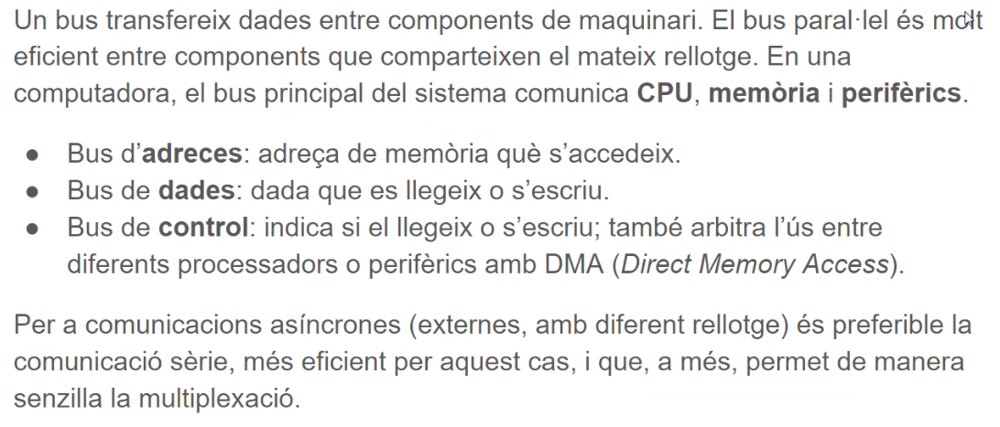 Un bus transfereix dades entre components de maquinari. El bus paral·lel és molt
eficient entre components que comparteixen el mateix rellotge. En una
computadora, el bus principal del sistema comunica CPU, memòria i perifèrics.
● Bus d’adreces: adreça de memòria què s’accedeix.
● Bus de dades: dada que es llegeix o s’escriu.
● Bus de control: indica si el llegeix o s’escriu; també arbitra l’ús entre
diferents processadors o perifèrics amb DMA (Direct Memory Access).
Per a comunicacions asíncrones (externes, amb diferent rellotge) és preferible la
comunicació sèrie, més eficient per aquest cas, i que, a més, permet de manera
senzilla la multiplexació.